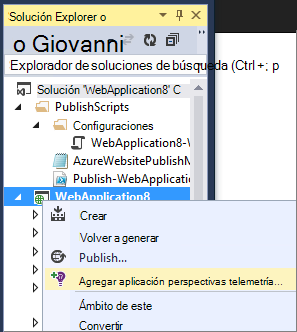 Solución Explorer o
o Giovanni
Explorador de soluciones de búsqueda (Ctrl +; p
Solución 'WebApplication8' C
PublishScripts
Configuraciones
WebApplication8-W
AzureWebsitePublishM
Publish-WebApplication
WebApplication8
Crear
Volver a generar
Publish...
Agregar aplicación perspectivas telemetría...
Ámbito de este
Convertir